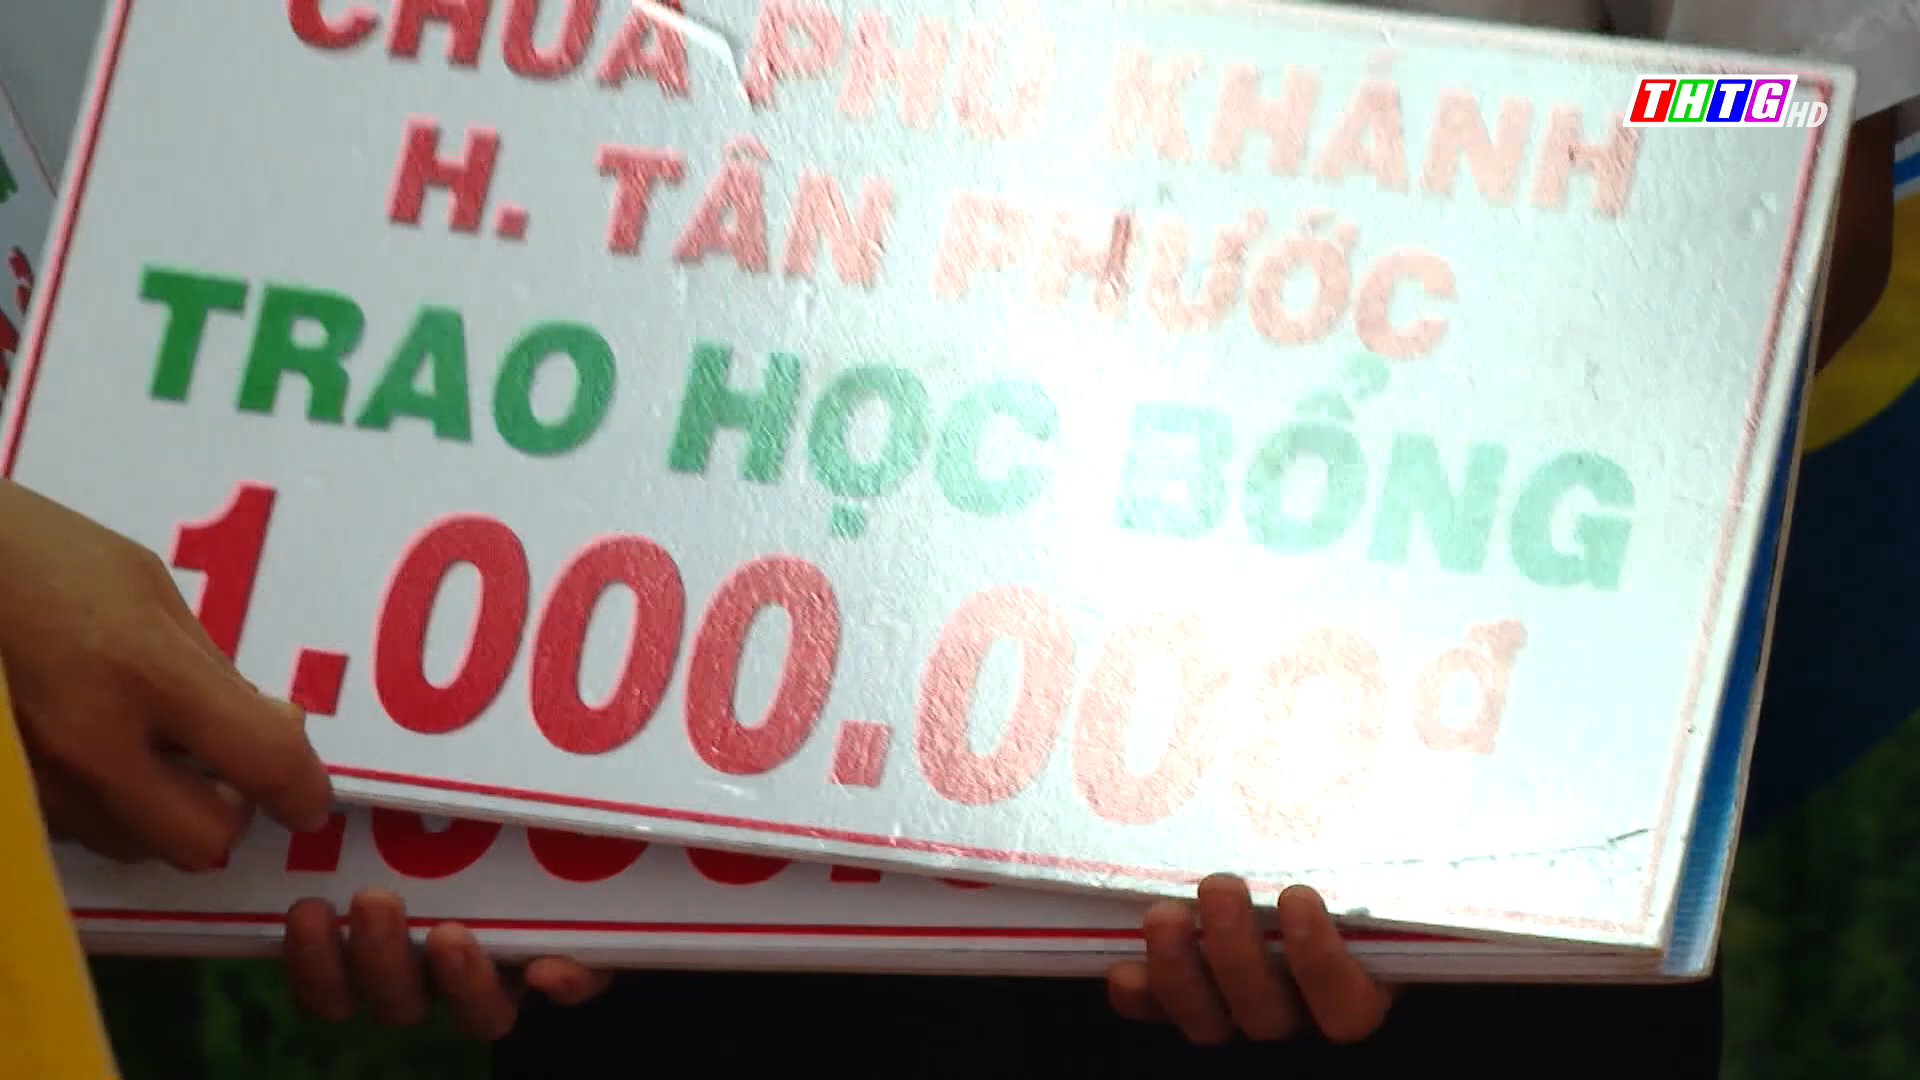 CHÙA PHÚ KHÁNH
H. TÂN PHƯỚC
TRAO HỌC BỔNG
1.000.000đ
THTG HD